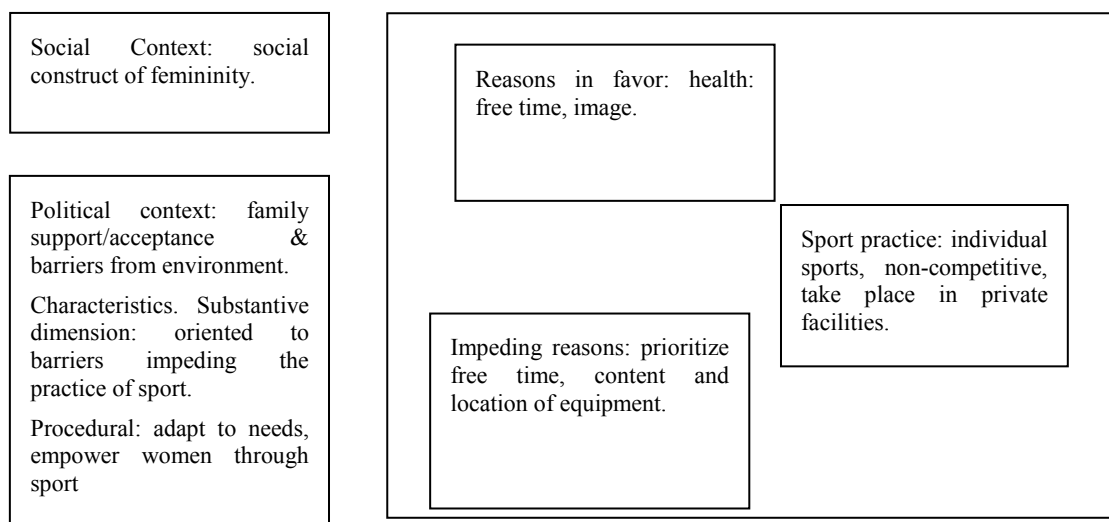 Social Context: social
construct of femininity.
Political context: family
support/acceptance &
barriers from environment.
Characteristics. Substantive
dimension: oriented to
barriers impeding the
practice of sport.
Procedural: adapt to needs,
empower women through
sport
Reasons in favor: health:
free time, image.
Sport practice: individual
sports, non-competitive,
take place in private
facilities.
Impeding reasons: prioritize
free time, content and
location of equipment.